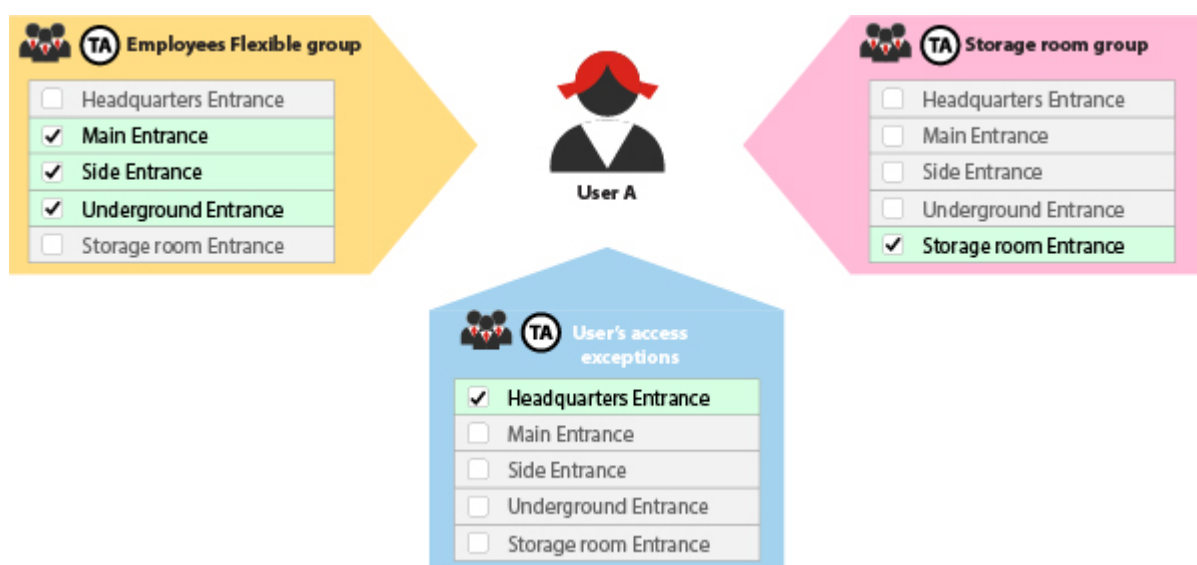 TA Employees Flexible group
Headquarters Entrance
Main Entrance
Side Entrance
Underground Entrance
Storage room Entrance
User A
TA Storage room group
Headquarters Entrance
Main Entrance
Side Entrance
Underground Entrance
Storage room Entrance
TA User's access
exceptions
Headquarters Entrance
Main Entrance
Side Entrance
Underground Entrance
Storage room Entrance